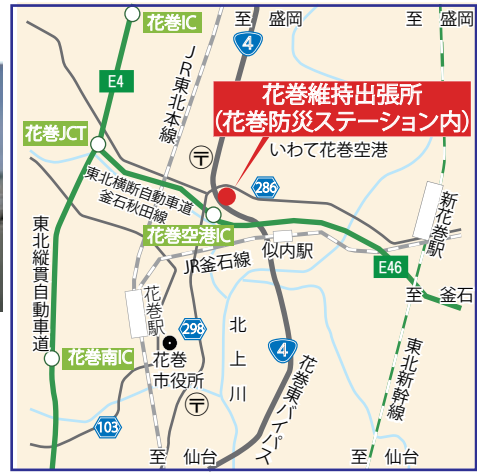 花巻IC
至 盛岡
至 盛岡
4
JR東北本線
E4
花巻維持出張所
(花巻防災ステーション内)
花巻JCT
〒
いわて花巻空港
東北横断自動車道
釜石秋田線
286
新花巻駅
花巻空港IC
似内駅
JR釜石線
E46
東北縦貫自動車道
至 釜石
花巻駅
298
北上川
4
花巻南IC
花巻
市役所
花巻東バイパス
東北新幹線
〒
103
至 仙台
至 仙台